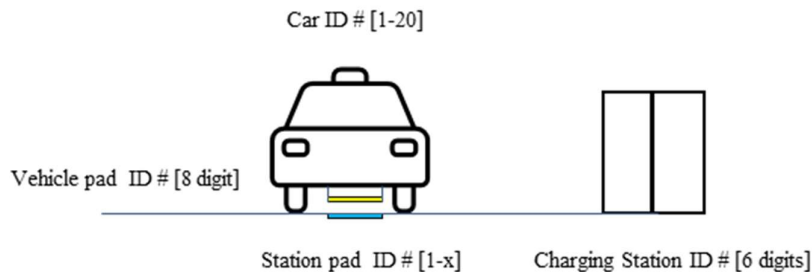 Car ID # [1-20]
Vehicle pad ID # [8 digit]
Station pad ID # [1-x]
Charging Station ID # [6 digits]